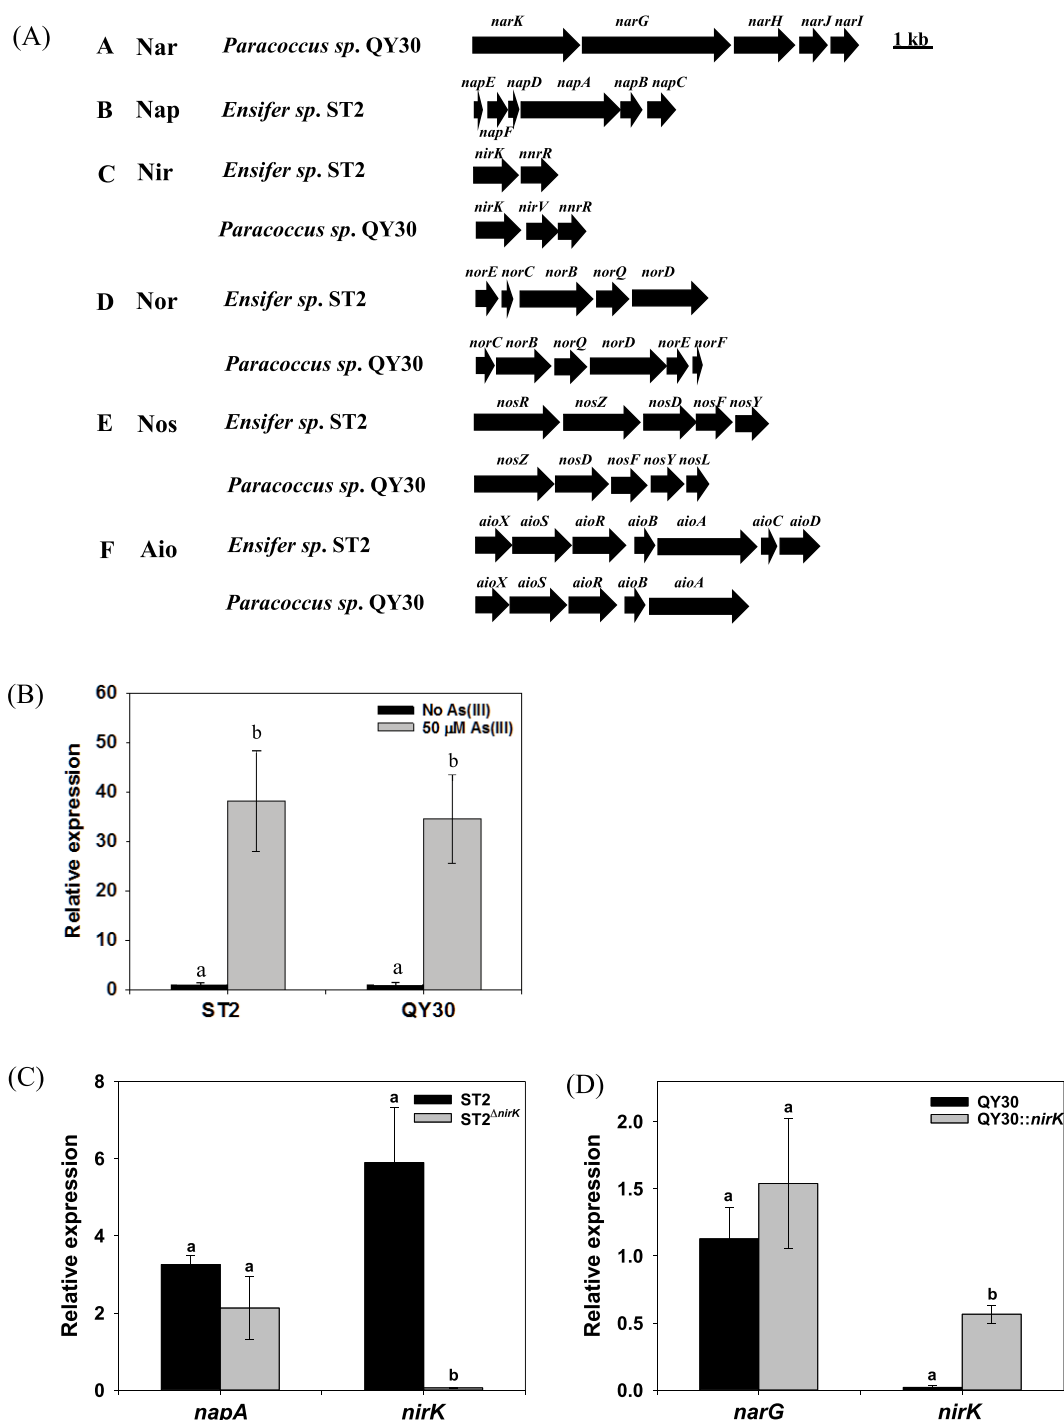 (A)
narK narG narH narJ narI
A Nar Paracoccus sp. QY30 1 kb
napE napD napA napB napC
B Nap Ensifer sp. ST2
napF
nirK nnrR
C Nir Ensifer sp. ST2
nirK nirV nnrR
Paracoccus sp. QY30
norE norC norB norQ norD
D Nor Ensifer sp. ST2
norC norB norQ norD norE norF
Paracoccus sp. QY30
nosR nosZ nosD nosF nosY
E Nos Ensifer sp. ST2
nosZ nosD nosF nosY nosL
Paracoccus sp. QY30
aioX aioS aioR aioB aioA aioC aioD
F Aio Ensifer sp. ST2
aioX aioS aioR aioB aioA
Paracoccus sp. QY30
(B)
Relative expression
60
50
40
30
20
10
0
No As(III)
50 µM As(III)
a b a b
ST2 QY30
(C)
Relative expression
8
6
4
2
0
ST2
ST2ΔnirK
a a a b
napA nirK
(D)
Relative expression
2.0
1.5
1.0
0.5
0.0
QY30
QY30::nirK
a a a b
narG nirK